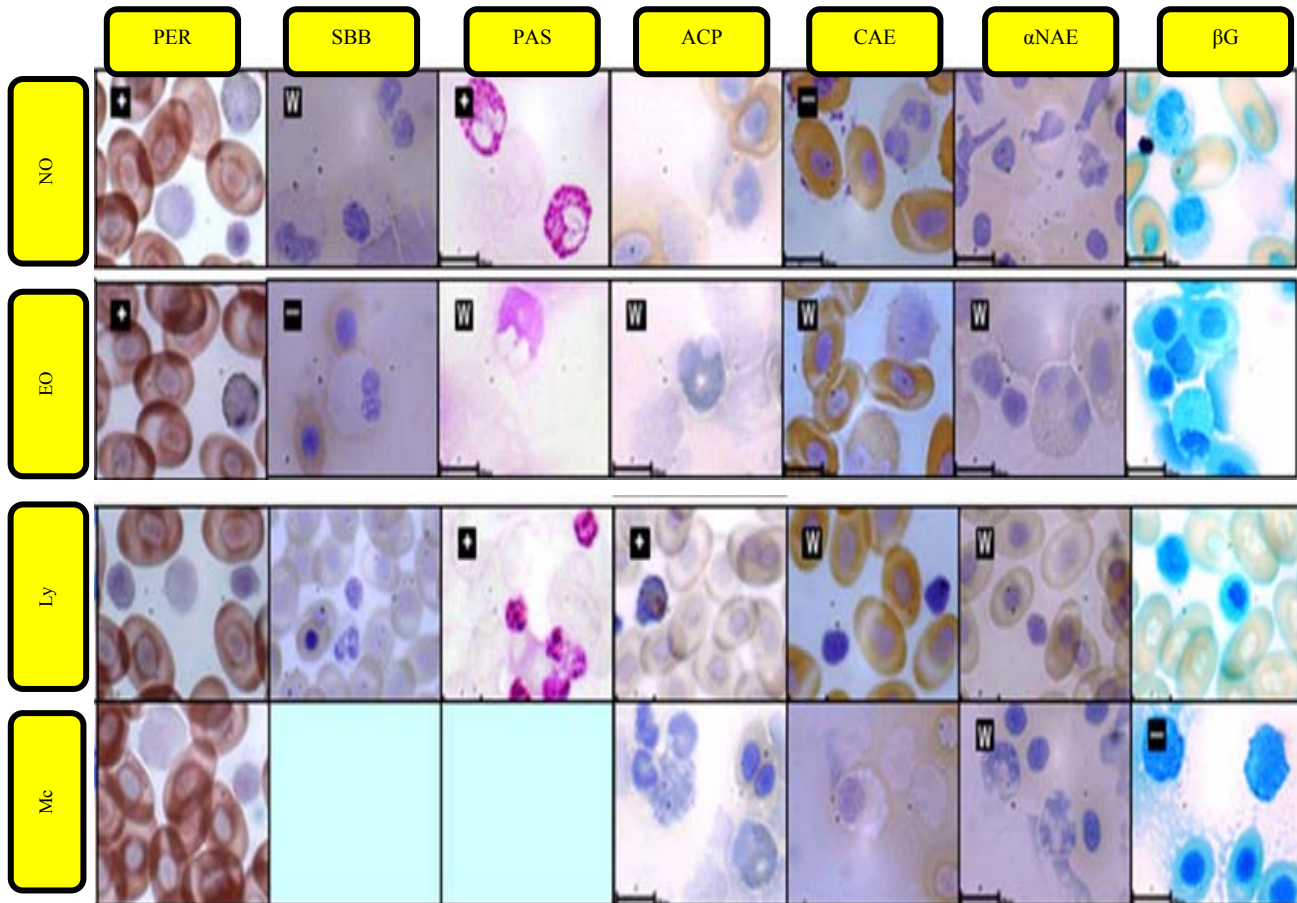 PER SBB PAS ACP CAE αNAE βG
NO
+ W + −
EO
+ − W W W W
Ly
+ + W W
Mc
W −